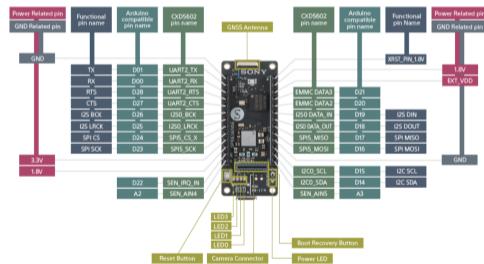 Power Related pin
GND Related pin
Functional pin name
Arduino compatible pin name
CXD5602 pin name
GNSS Antenna
CXD5602 pin name
Arduino compatible pin name
Functional pin name
Power Related pin
GND Related pin
GND
XRST_PIN_1.8V
SONY
TX D01 UART2_TX
1.8V
RX D00 UART2_RX
EXT_VDD
RTS D28 UART2_RTS
EMMC DATA3 D21
CTS D27 UART2_CTS
EMMC DATA2 D20
I2S BCK D26 I2S0_BCK
I2S0 DATA_IN D19 I2S DIN
I2S LRCK D25 I2S0_LRCK
I2S0 DATA_OUT D18 I2S DOUT
SPI CS D24 SPI5_CS_X
SPI5_MISO D17 SPI MISO
SPI SCK D23 SPI5_SCK
SPI5_MOSI D16 SPI MOSI
3.3V
GND
1.8V
I2C0_SCL D15 I2C SCL
D22 SEN_IRQ_IN
I2C0_SDA D14 I2C SDA
A2 SEN_AIN4
SEN_AIN5 A3
LED3
LED2
LED1
LED0
Boot Recovery Button
Reset Button
Camera Connector
Power LED